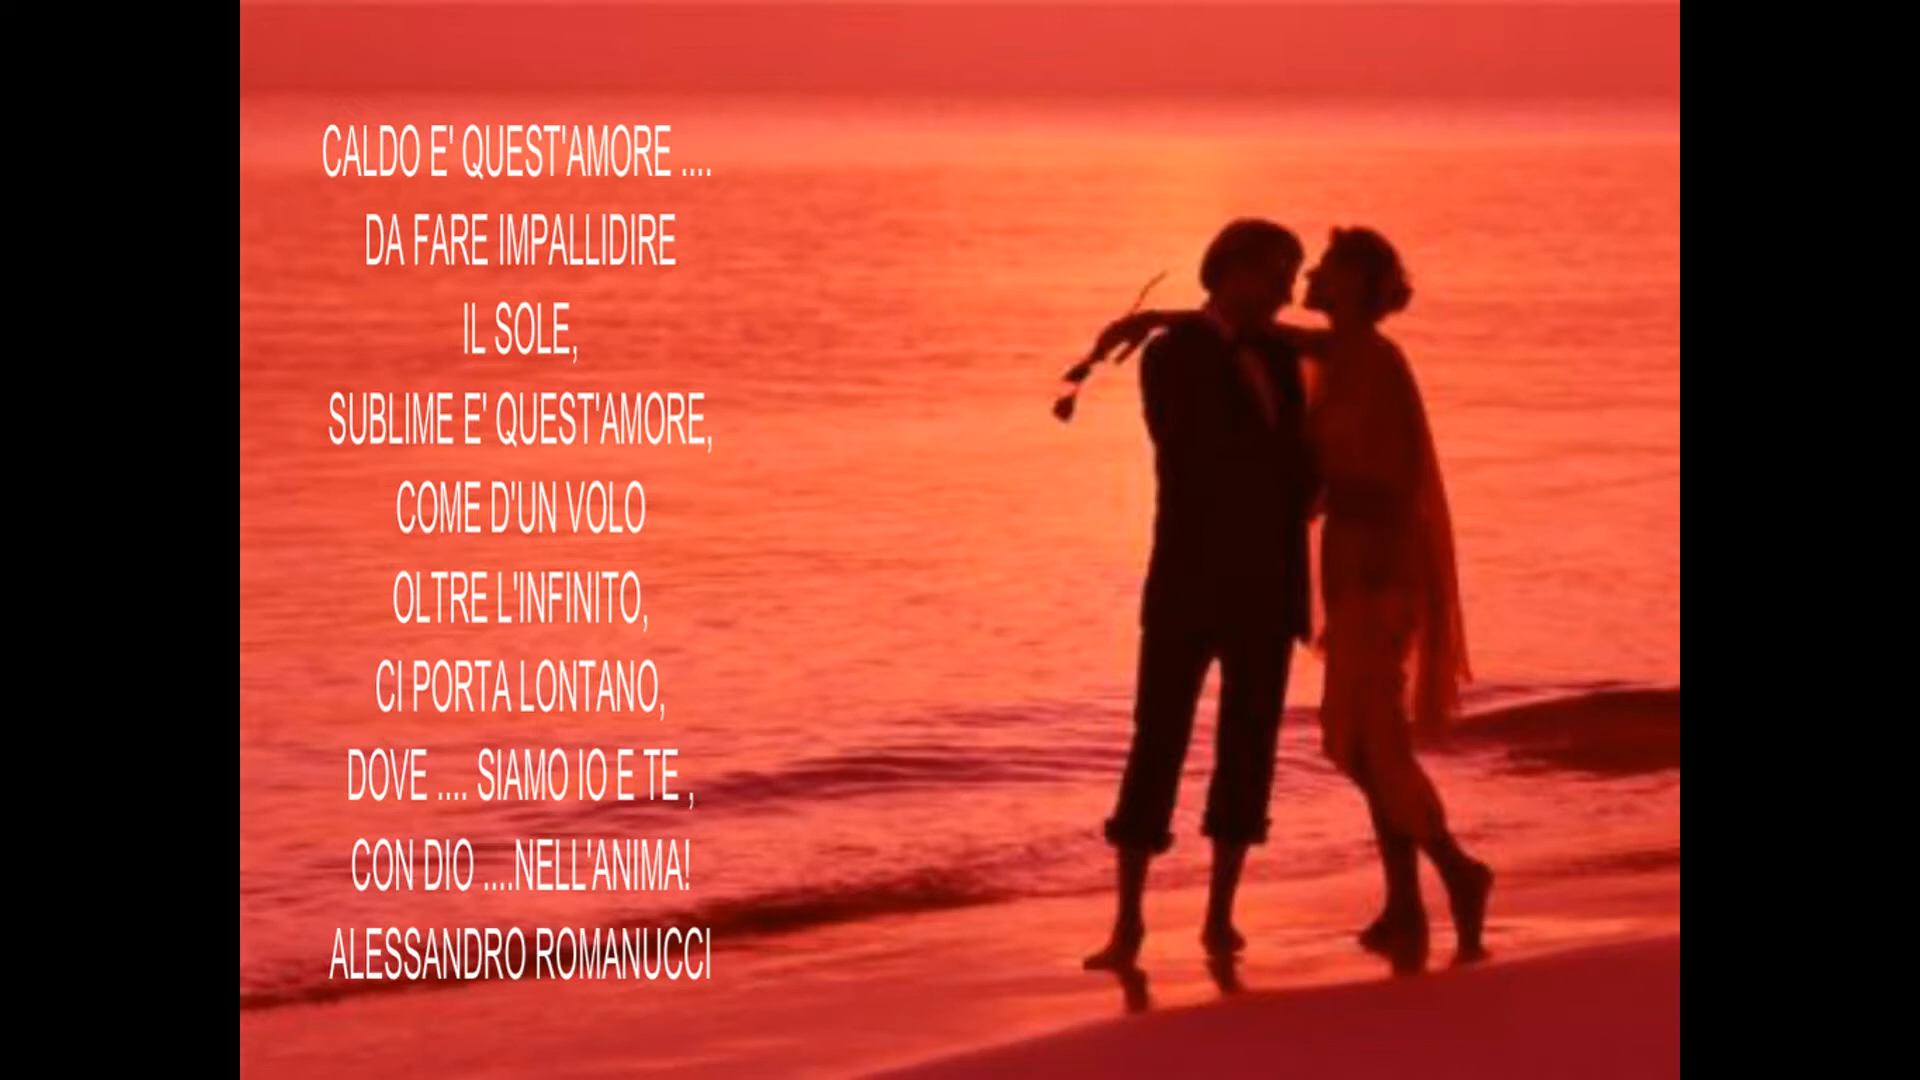 CALDO E' QUEST'AMORE ....
DA FARE IMPALLIDIRE
IL SOLE,
SUBLIME E' QUEST'AMORE,
COME D'UN VOLO
OLTRE L'INFINITO,
CI PORTA LONTANO,
DOVE .... SIAMO IO E TE ,
CON DIO ....NELL'ANIMA!
ALESSANDRO ROMANUCCI